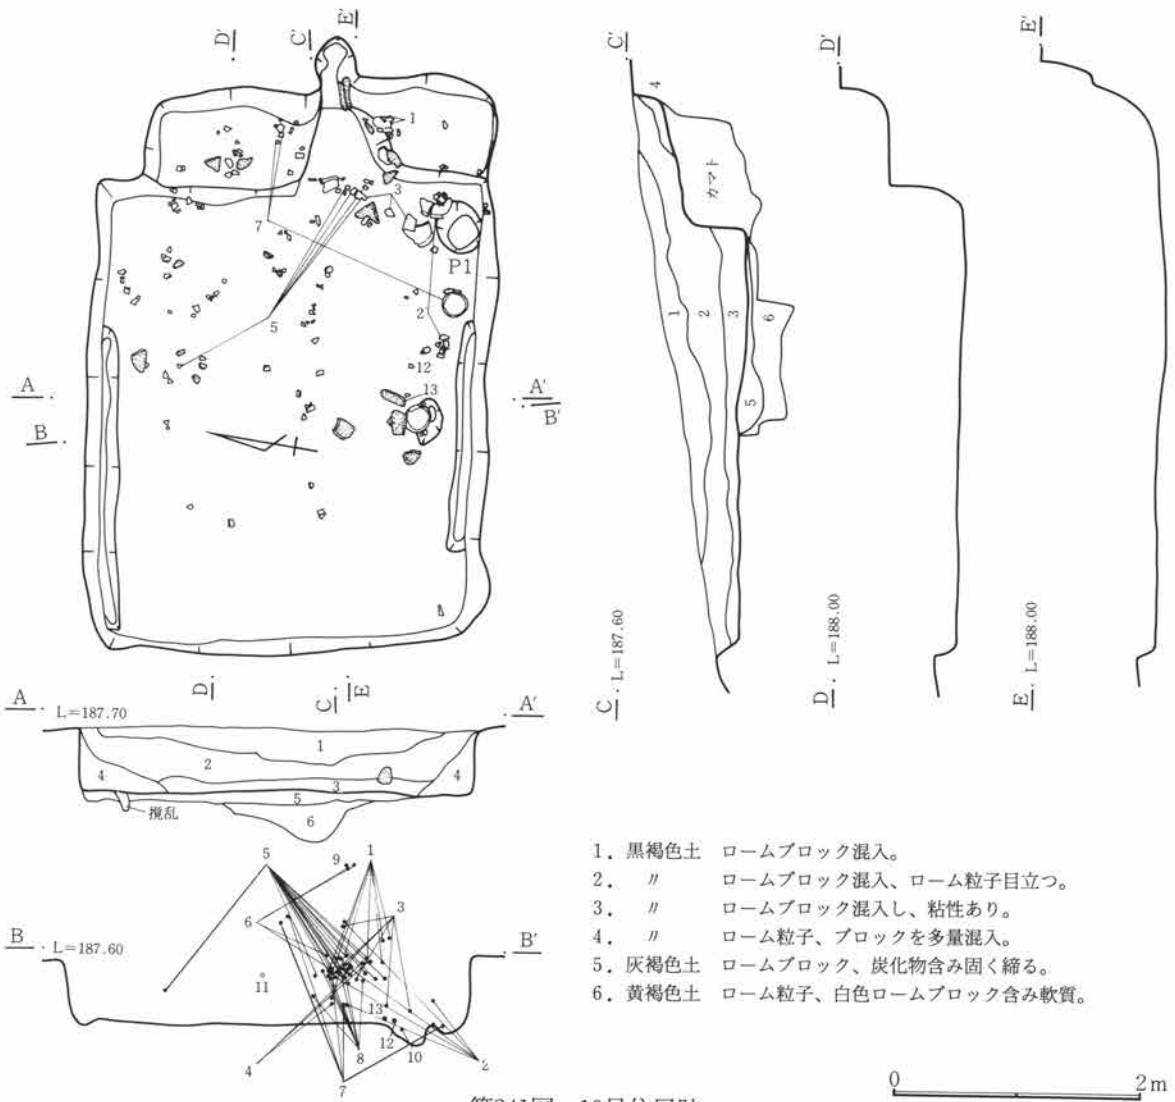 D'
C'
E'
1
3
7
P1
5
2
12
13
A
A'
B
B'
D
C
E
C'
4
カマト
1
2
3
6
5
C L=187.60
D'
D L=188.00
E'
E L=188.00
A L=187.70 A'
1
2
4
3
4
5
6
攪乱
5
9
1
6
3
B L=187.60 B'
11
13
12
10
8
4
7
2
1. 黒褐色土 ロームブロック混入。
2. 〃 ロームブロック混入、ローム粒子目立つ。
3. 〃 ロームブロック混入し、粘性あり。
4. 〃 ローム粒子、ブロックを多量混入。
5. 灰褐色土 ロームブロック、炭化物含み固く締る。
6. 黄褐色土 ローム粒子、白色ロームブロック含み軟質。
0 2m